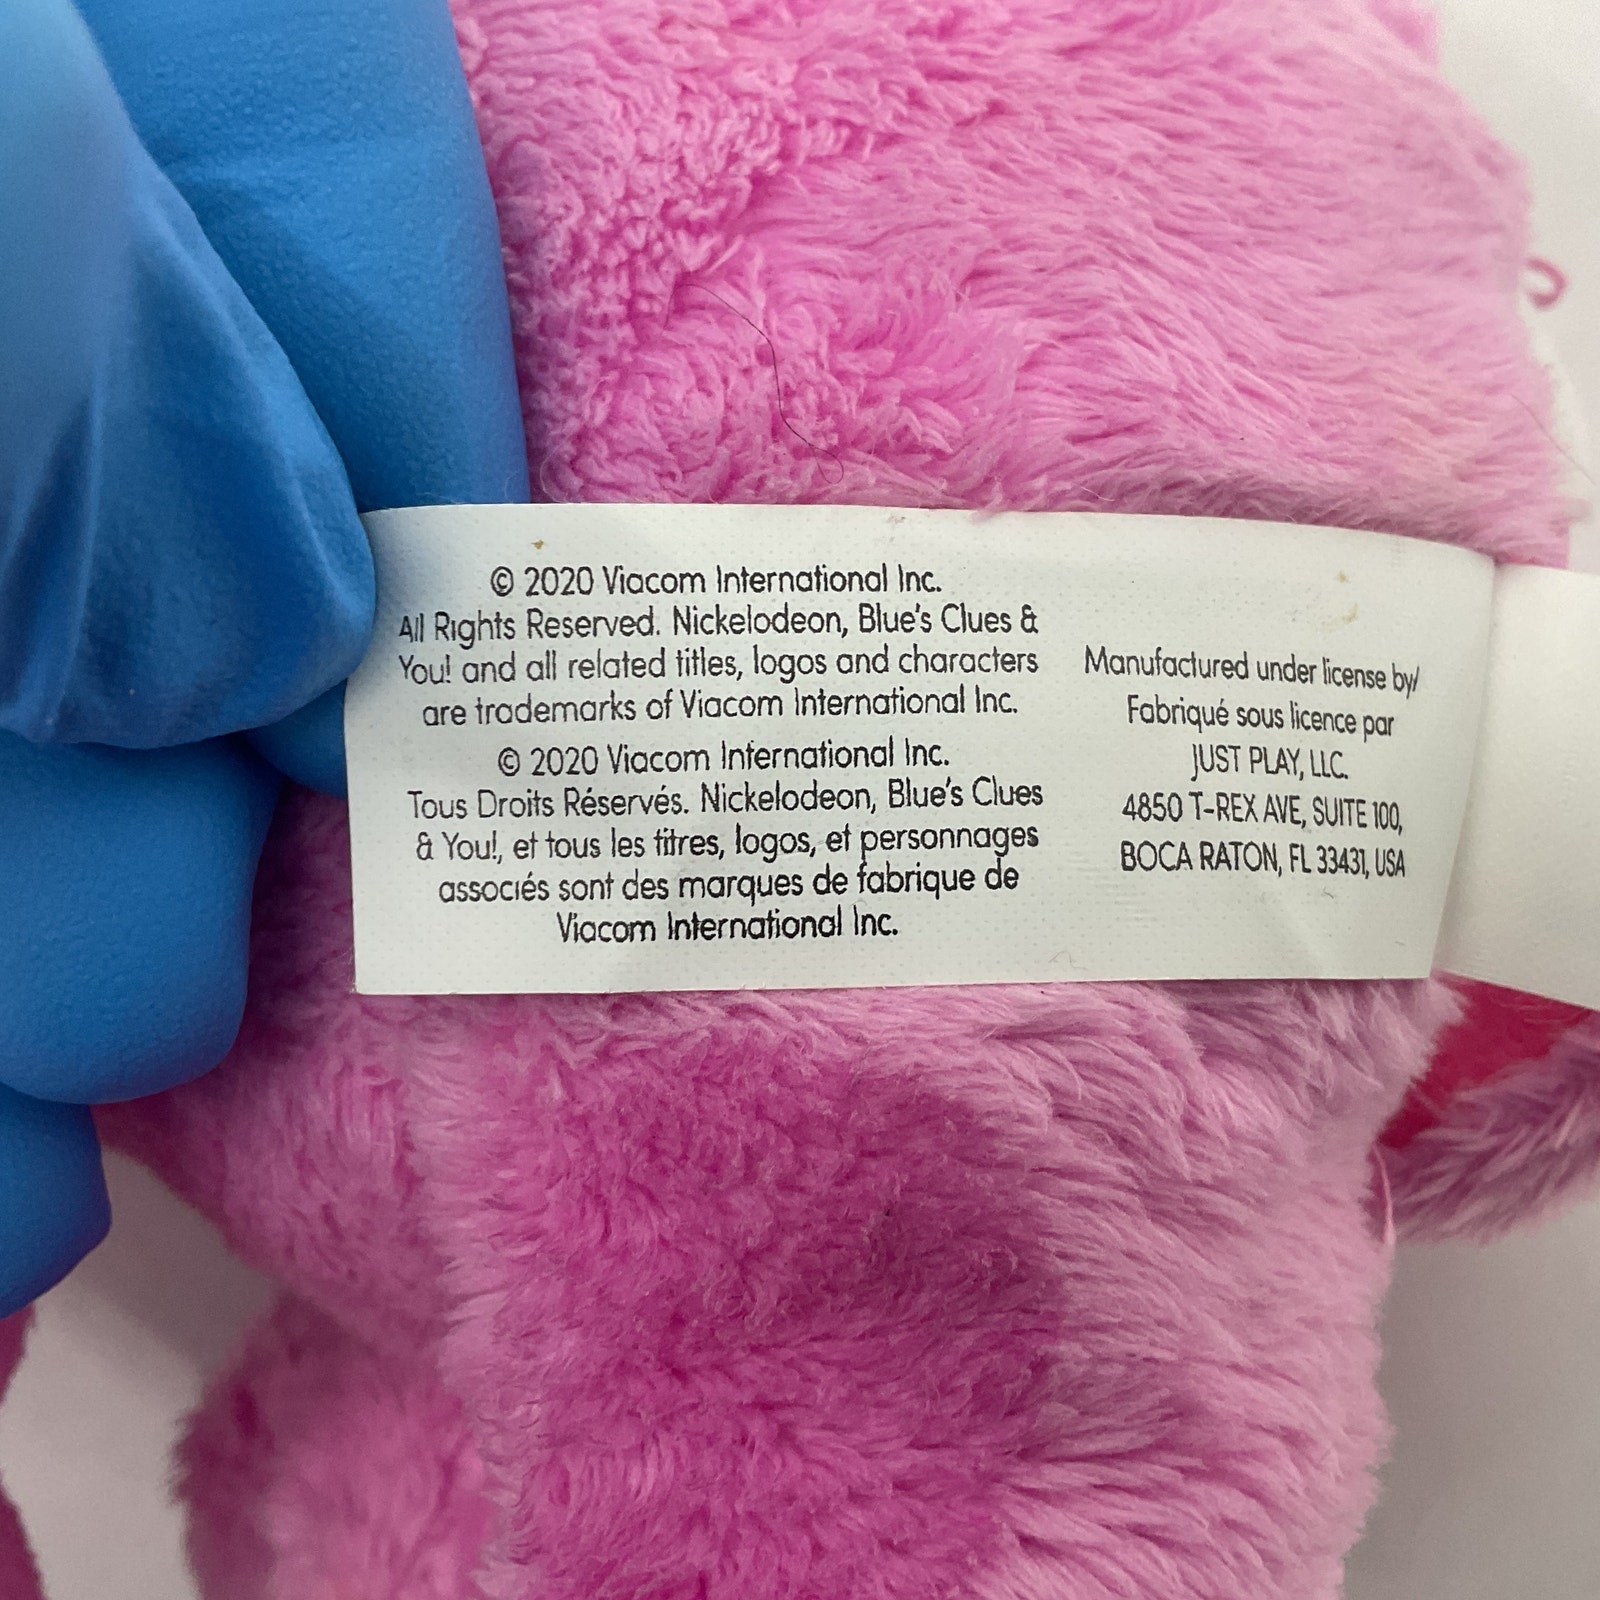 © 2020 Viacom International Inc.
All Rights Reserved. Nickelodeon, Blue's Clues &
You! and all related titles, logos and characters
are trademarks of Viacom International Inc.
© 2020 Viacom International Inc.
Tous Droits Réservés. Nickelodeon, Blue's Clues
& You!, et tous les titres, logos, et personnages
associés sont des marques de fabrique de
Viacom International Inc.
Manufactured under license by/
Fabriqué sous licence par
JUST PLAY, LLC.
4850 T-REX AVE, SUITE 100,
BOCA RATON, FL 33431, USA